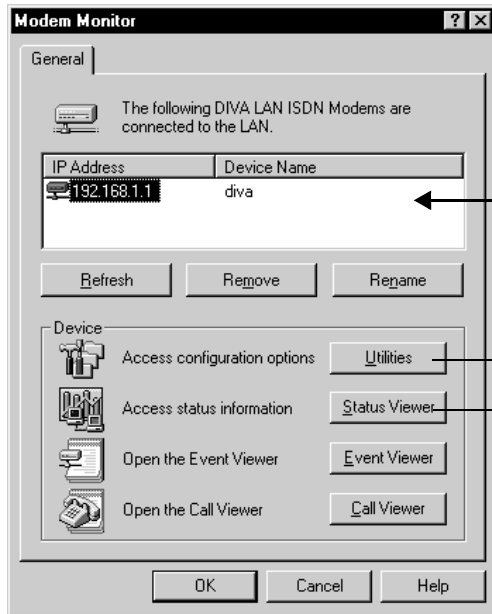 Modem Monitor
General
The following DIVA LAN ISDN Modems are
connected to the LAN.
IP Address Device Name
192.168.1.1 diva
Refresh Remove Rename
Device
Access configuration options Utilities
Access status information Status Viewer
Open the Event Viewer Event Viewer
Open the Call Viewer Call Viewer
OK Cancel Help